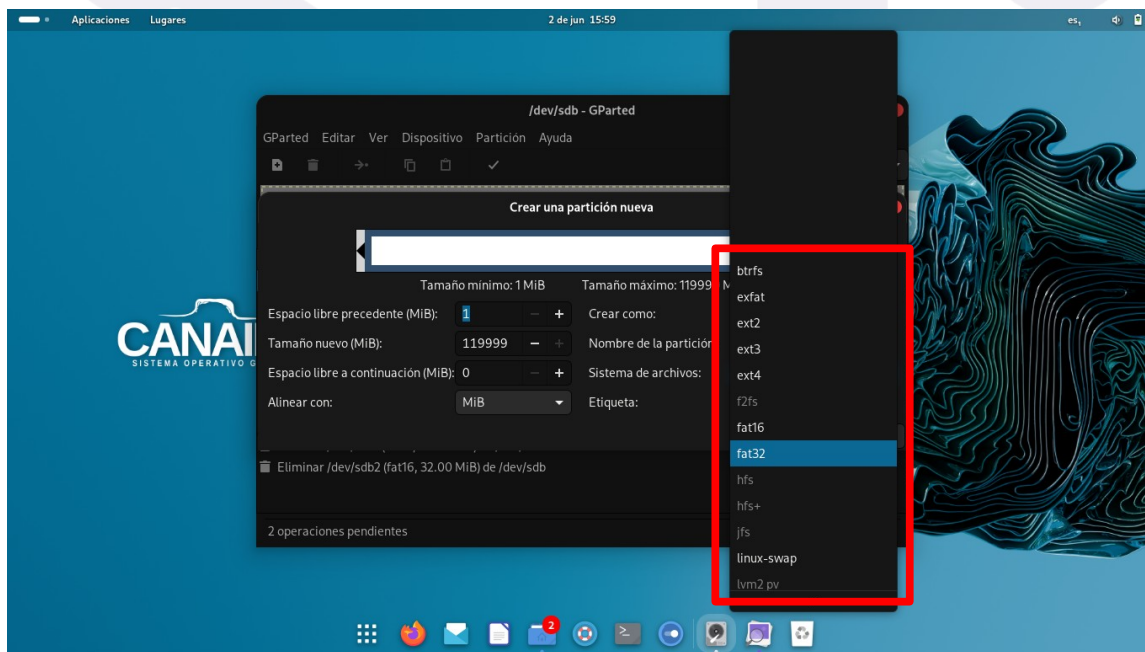 Aplicaciones Lugares 2 de jun 15:59 es₁
/dev/sdb - GParted
GParted Editar Ver Dispositivo Partición Ayuda
Crear una partición nueva
Tamaño mínimo: 1 MiB Tamaño máximo: 11999
Espacio libre precedente (MiB): 1 Crear como:
Tamaño nuevo (MiB): 119999 Nombre de la partición
Espacio libre a continuación (MiB): 0 Sistema de archivos:
Alinear con: MiB Etiqueta:
btrfs
exfat
ext2
ext3
ext4
f2fs
fat16
fat32
hfs
hfs+
jfs
linux-swap
lvm2 pv
Eliminar /dev/sdb2 (fat16, 32.00 MiB) de /dev/sdb
2 operaciones pendientes
CANAI
SISTEMA OPERATIVO G
2